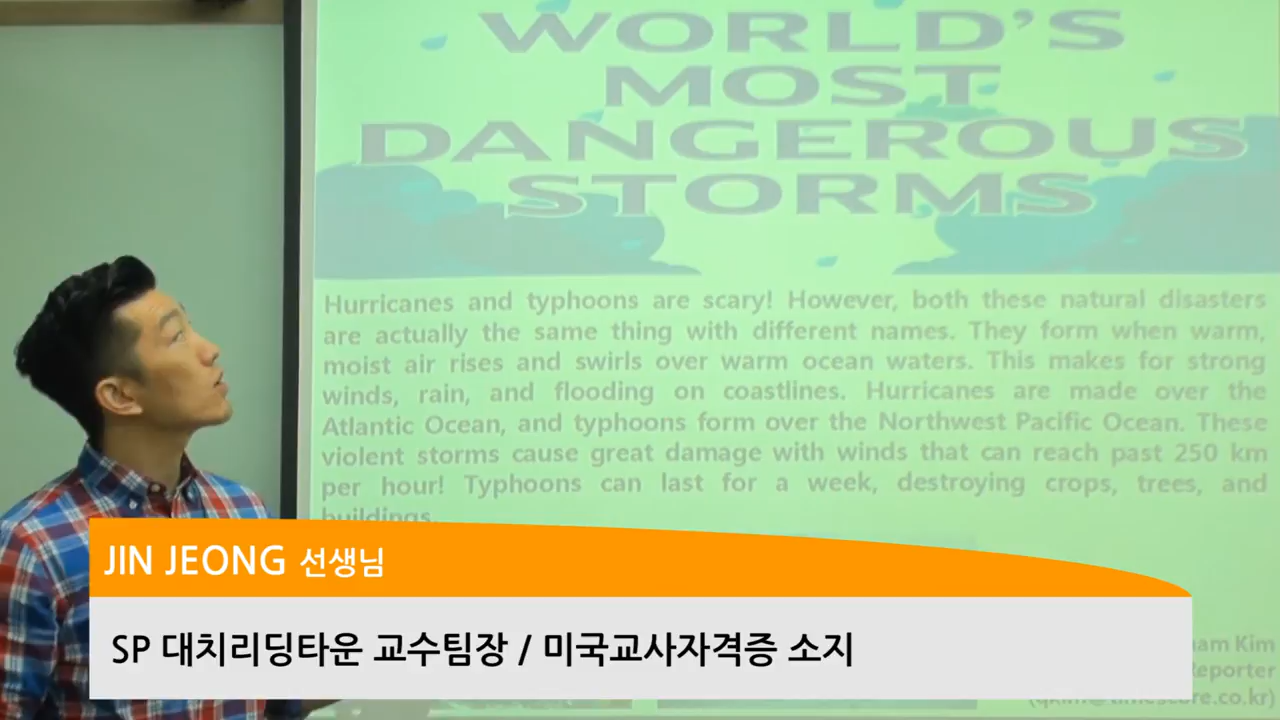 WORLD'S
MOST
DANGEROUS
STORMS
Hurricanes and typhoons are scary! However, both these natural disasters
are actually the same thing with different names. They form when warm,
moist air rises and swirls over warm ocean waters. This makes for strong
winds, rain, and flooding on coastlines. Hurricanes are made over the
Atlantic Ocean, and typhoons form over the Northwest Pacific Ocean. These
violent storms cause great damage with winds that can reach past 250 km
per hour! Typhoons can last for a week, destroying crops, trees, and
buildings.
JIN JEONG 선생님
SP 대치리딩타운 교수팀장 / 미국교사자격증 소지
Kim
Reporter